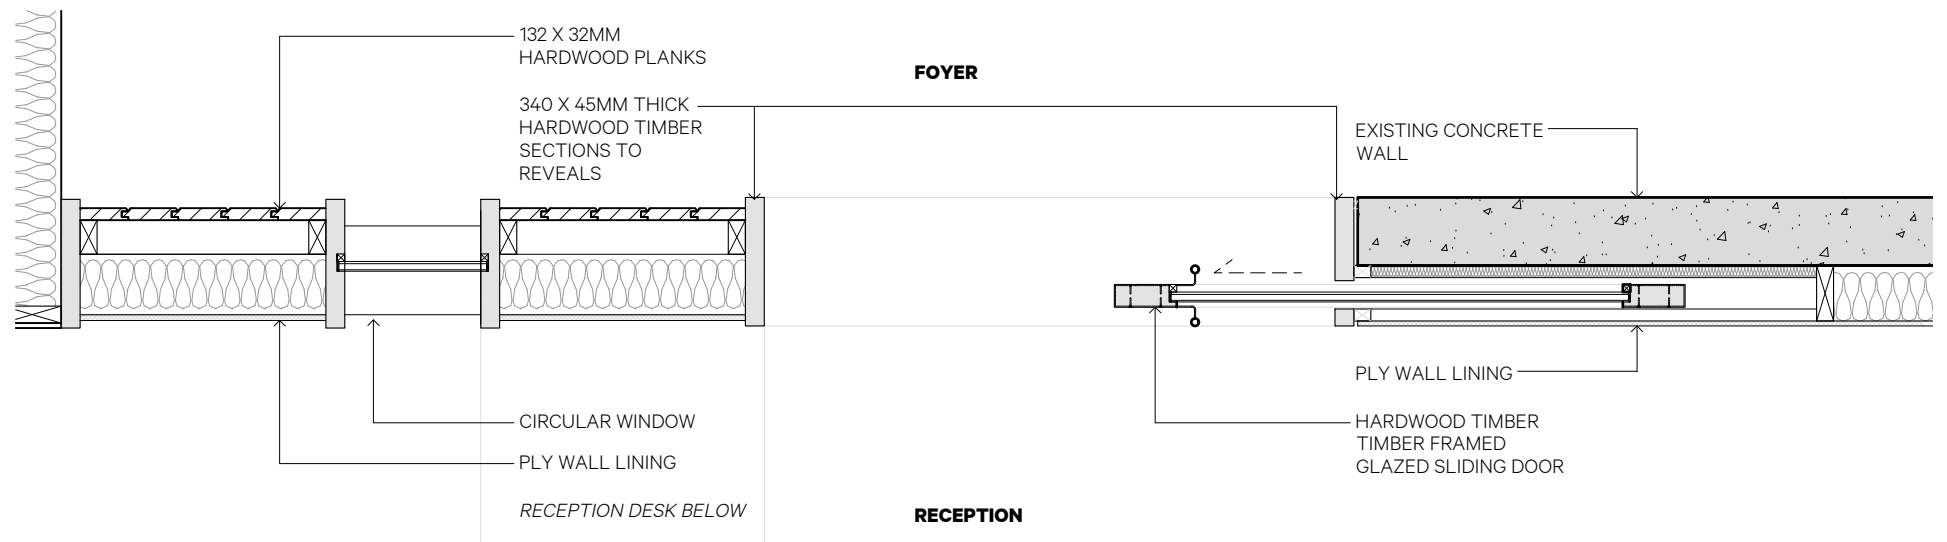 132 X 32MM
HARDWOOD PLANKS
FOYER
340 X 45MM THICK
HARDWOOD TIMBER
SECTIONS TO
REVEALS
EXISTING CONCRETE
WALL
CIRCULAR WINDOW
PLY WALL LINING
RECEPTION DESK BELOW
PLY WALL LINING
HARDWOOD TIMBER
TIMBER FRAMED
GLAZED SLIDING DOOR
RECEPTION